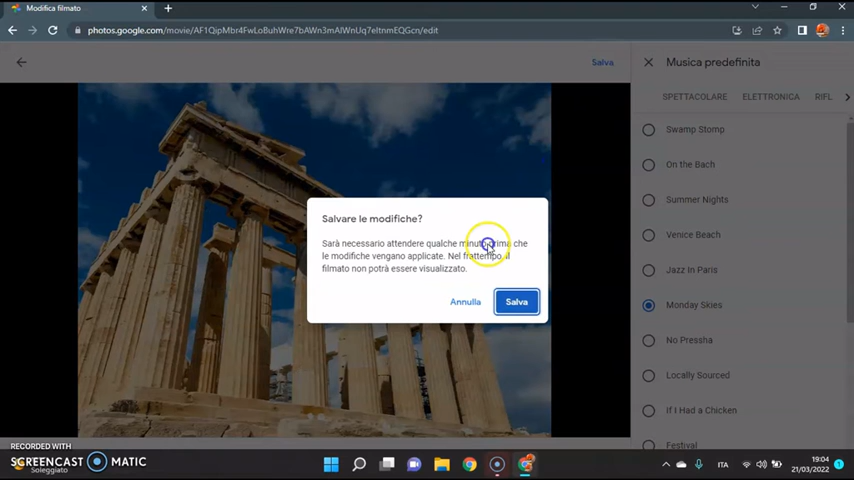 Modifica filmato
photos.google.com/movie/AF1QipMbr4FwLoBuhWre7bAWn3mAlWnUq7eItnmEQGCn/edit
Salva
Musica predefinita
SPETTACOLARE ELETTRONICA RIFL
Swamp Stomp
On the Bach
Summer Nights
Venice Beach
Jazz In Paris
Monday Skies
No Pressha
Locally Sourced
If I Had a Chicken
Festival
Salvare le modifiche?
Sarà necessario attendere qualche minuto prima che
le modifiche vengano applicate. Nel frattempo, il
filmato non potrà essere visualizzato.
Annulla Salva
RECORDED WITH
SCREENCAST MATIC
Soleggiato
ITA
19:04
21/03/2022